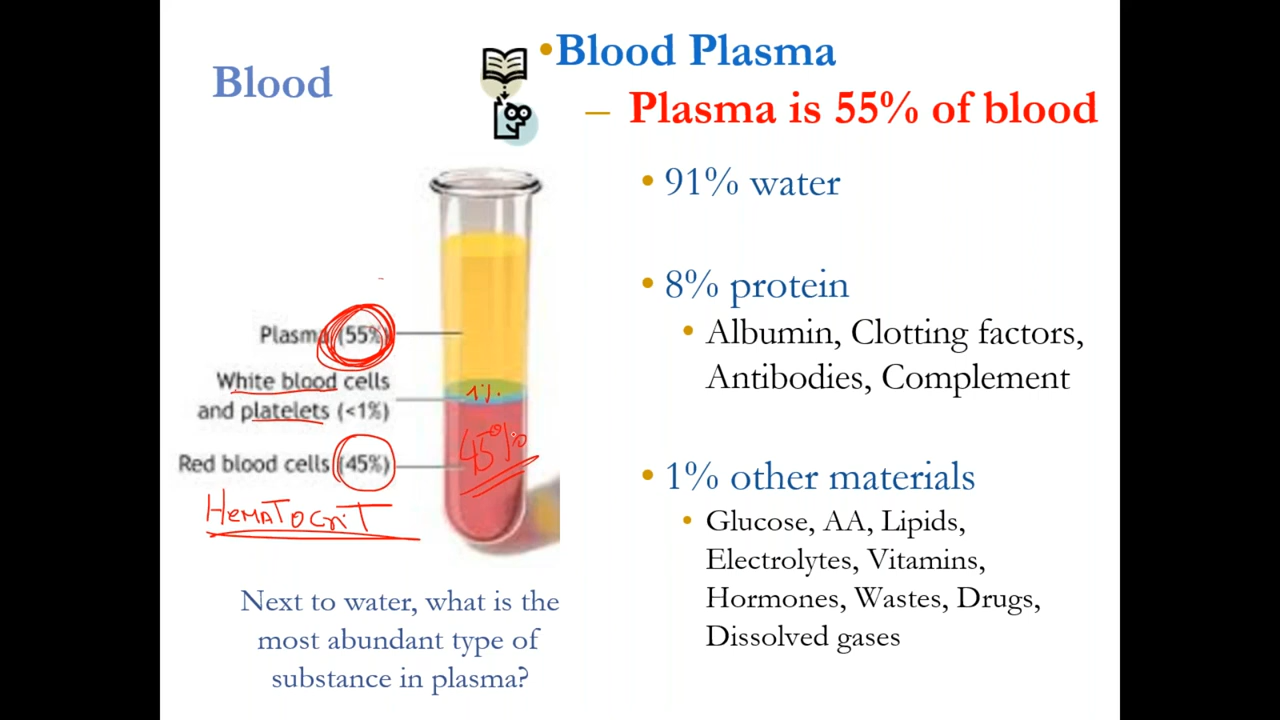 Blood
•Blood Plasma
– Plasma is 55% of blood
• 91% water
• 8% protein
• Albumin, Clotting factors,
Antibodies, Complement
• 1% other materials
• Glucose, AA, Lipids,
Electrolytes, Vitamins,
Hormones, Wastes, Drugs,
Dissolved gases
Plasma (55%)
White blood cells
and platelets (<1%)
Red blood cells (45%)
HEMATOCRIT
1%.
45%
Next to water, what is the
most abundant type of
substance in plasma?